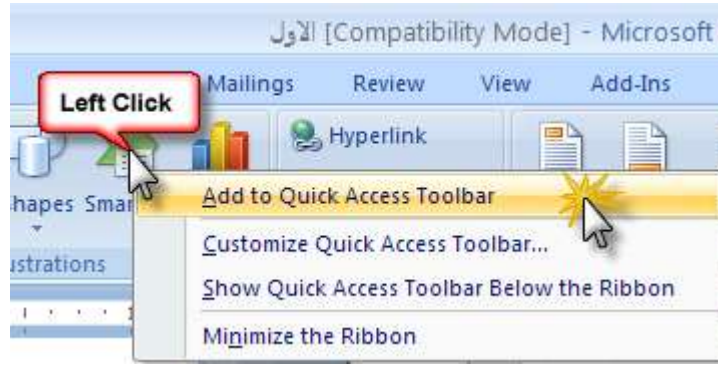 الاول [Compatibility Mode] - Microsoft
Mailings Review View Add-Ins
Left Click
Hyperlink
hapes Smar
Add to Quick Access Toolbar
Customize Quick Access Toolbar...
ustrations
Show Quick Access Toolbar Below the Ribbon
Minimize the Ribbon